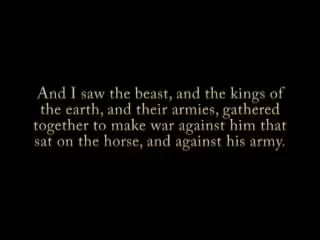 And I saw the beast, and the kings of
the earth, and their armies, gathered
together to make war against him that
sat on the horse, and against his army.